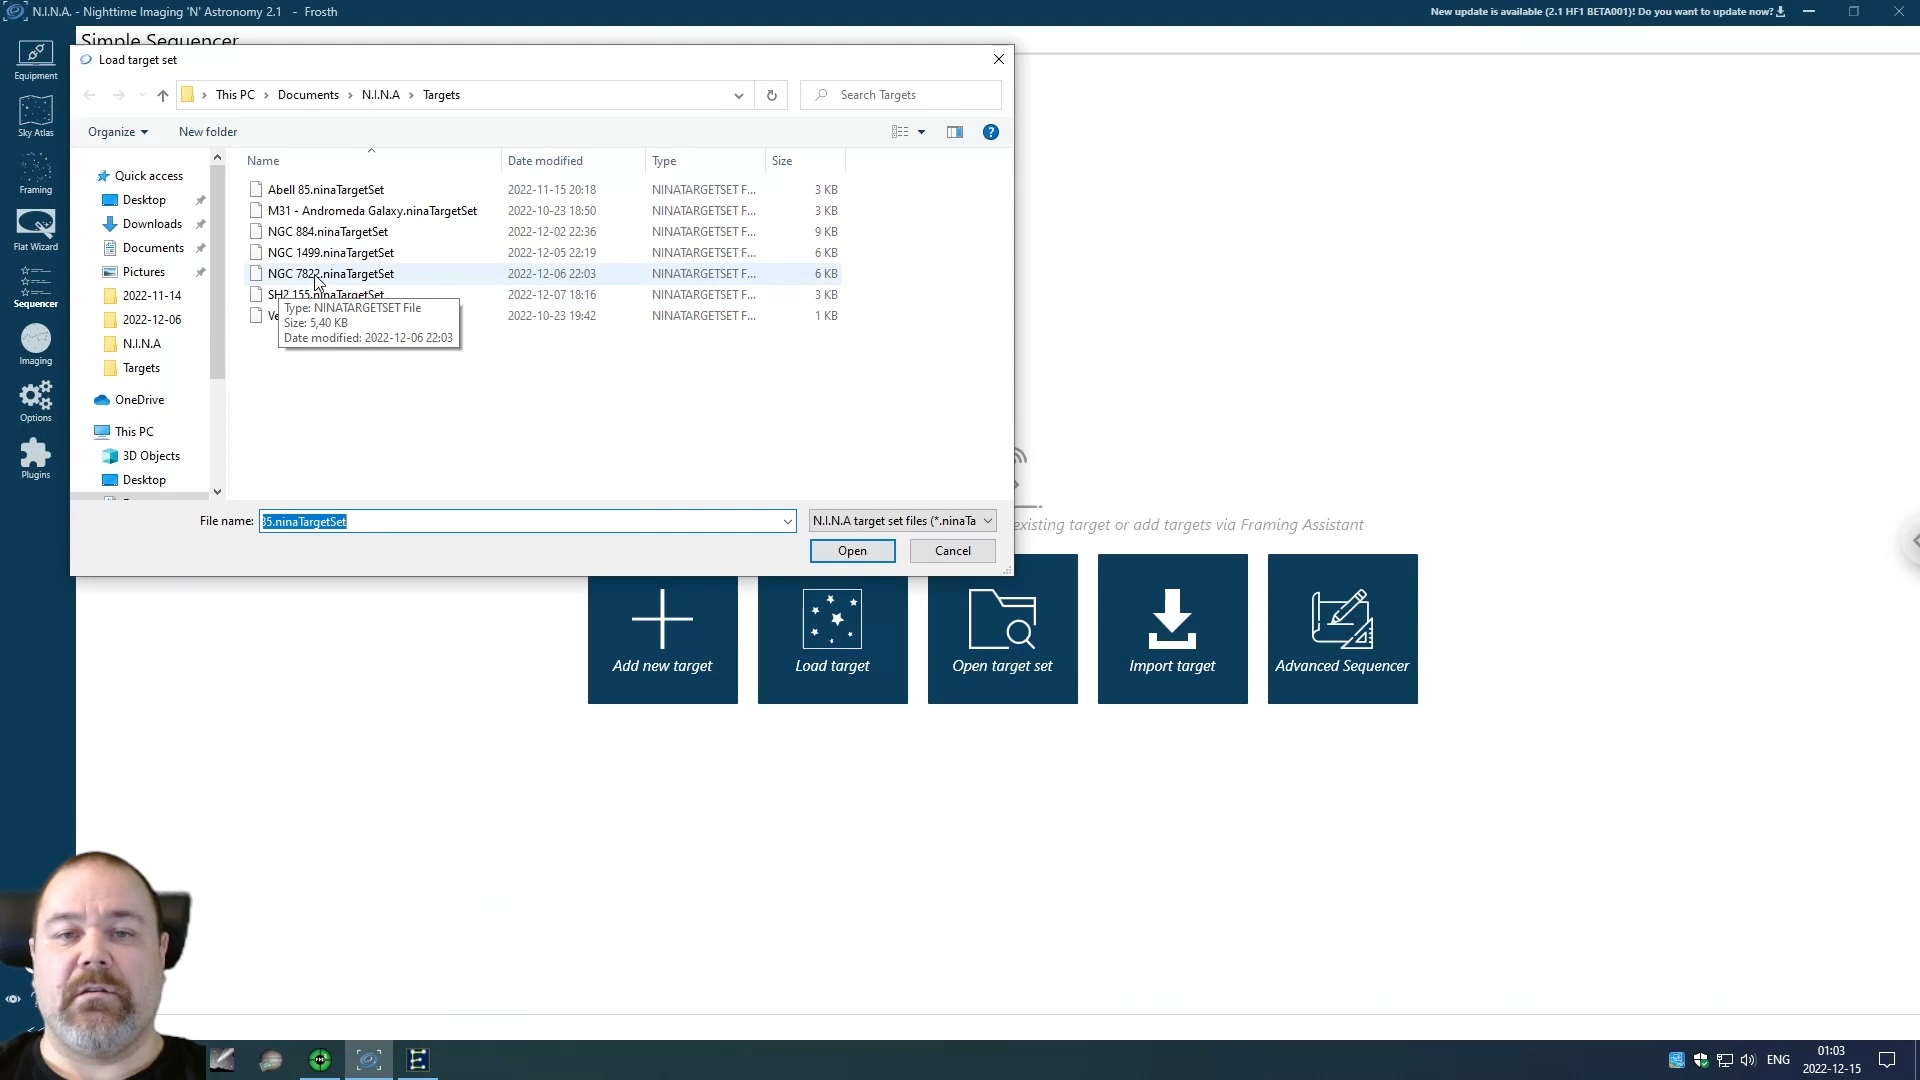 N.I.N.A. - Nighttime Imaging 'N' Astronomy 2.1 - Frosth
New update is available (2.1 HF1 BETA001)! Do you want to update now?
Simple Sequencer
Equipment
Sky Atlas
Framing
Flat Wizard
Sequencer
Imaging
Options
Plugins
Load target set
This PC
Documents
N.I.N.A
Targets
Search Targets
Organize
New folder
?
Quick access
Desktop
Downloads
Documents
Pictures
2022-11-14
2022-12-06
N.I.N.A
Targets
OneDrive
This PC
3D Objects
Desktop
Name Date modified Type Size
Abell 85.ninaTargetSet 2022-11-15 20:18 NINATARGETSET F... 3 KB
M31 - Andromeda Galaxy.ninaTargetSet 2022-10-23 18:50 NINATARGETSET F... 3 KB
NGC 884.ninaTargetSet 2022-12-02 22:36 NINATARGETSET F... 9 KB
NGC 1499.ninaTargetSet 2022-12-05 22:19 NINATARGETSET F... 6 KB
NGC 7822.ninaTargetSet 2022-12-06 22:03 NINATARGETSET F... 6 KB
SH2 155.ninaTargetSet 2022-12-07 18:16 NINATARGETSET F... 3 KB
2022-10-23 19:42 NINATARGETSET F... 1 KB
Type: NINATARGETSET File
Size: 5,40 KB
Date modified: 2022-12-06 22:03
File name: 35.ninaTargetSet
N.I.N.A target set files (*.ninaTa
Open
Cancel
existing target or add targets via Framing Assistant
Add new target
Load target
Open target set
Import target
Advanced Sequencer
ENG
01:03
2022-12-15